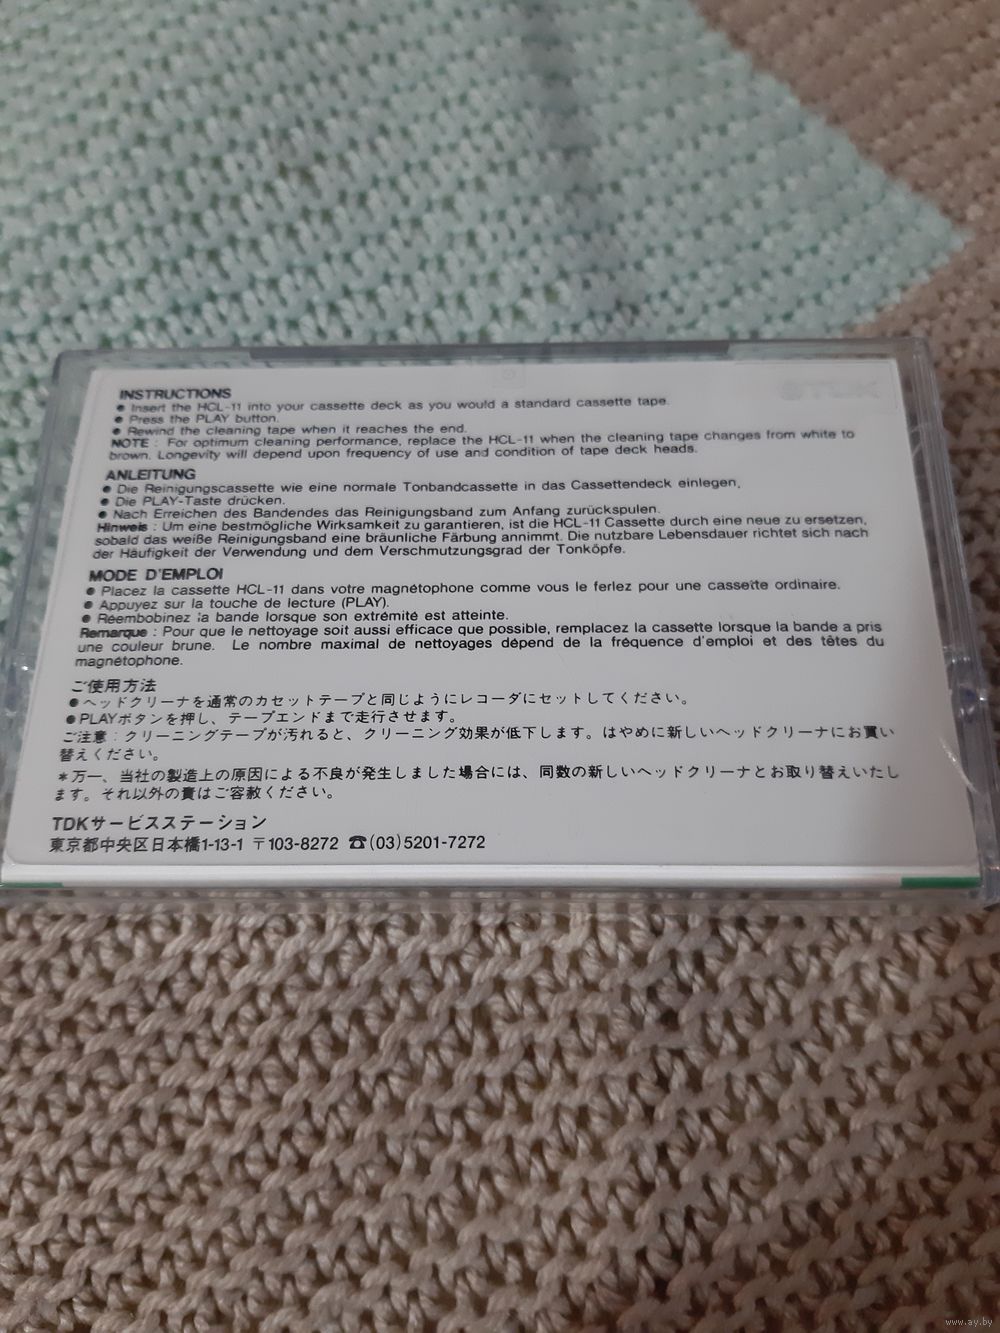 TDK
INSTRUCTIONS
● Insert the HCL-11 into your cassette deck as you would a standard cassette tape.
● Press the PLAY button.
● Rewind the cleaning tape when it reaches the end.
NOTE : For optimum cleaning performance, replace the HCL-11 when the cleaning tape changes from white to
brown. Longevity will depend upon frequency of use and condition of tape deck heads.
ANLEITUNG
● Die Reinigungscassette wie eine normale Tonbandcassette in das Cassettendeck einlegen,
● Die PLAY-Taste drücken.
● Nach Erreichen des Bandendes das Reinigungsband zum Anfang zurückspulen.
Hinweis : Um eine bestmögliche Wirksamkeit zu garantieren, ist die HCL-11 Cassette durch eine neue zu ersetzen,
sobald das weiße Reinigungsband eine bräunliche Färbung annimmt. Die nutzbare Lebensdauer richtet sich nach
der Häufigkeit der Verwendung und dem Verschmutzungsgrad der Tonköpfe.
MODE D'EMPLOI
● Placez la cassette HCL-11 dans votre magnétophone comme vous le ferlez pour une cassette ordinaire.
● Appuyez sur la touche de lecture (PLAY).
● Réembobinez la bande lorsque son extrémité est atteinte.
Remarque : Pour que le nettoyage soit aussi efficace que possible, remplacez la cassette lorsque la bande a pris
une couleur brune. Le nombre maximal de nettoyages dépend de la fréquence d'emploi et des têtes du
magnétophone.
ご使用方法
●ヘッドクリーナを通常のカセットテープと同じようにレコーダにセットしてください。
●PLAYボタンを押し、テープエンドまで走行させます。
ご注意：クリーニングテープが汚れると、クリーニング効果が低下します。はやめに新しいヘッドクリーナにお買い
替えください。
＊万一、当社の製造上の原因による不良が発生しました場合には、同数の新しいヘッドクリーナとお取り替えいたし
ます。それ以外の責はご容赦ください。
TDKサービスステーション
東京都中央区日本橋1-13-1 〒103-8272 ☎(03)5201-7272
www.ay.by